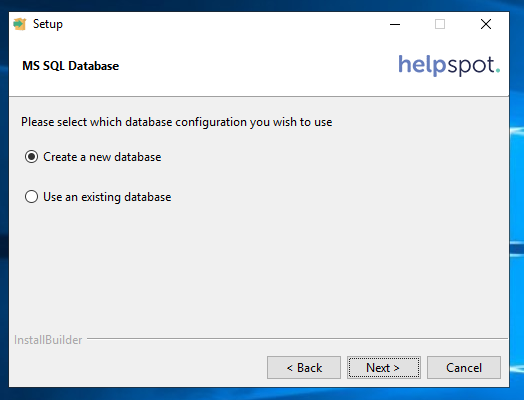 Setup
MS SQL Database
helpspot.
Please select which database configuration you wish to use
Create a new database
Use an existing database
InstallBuilder
< Back
Next >
Cancel